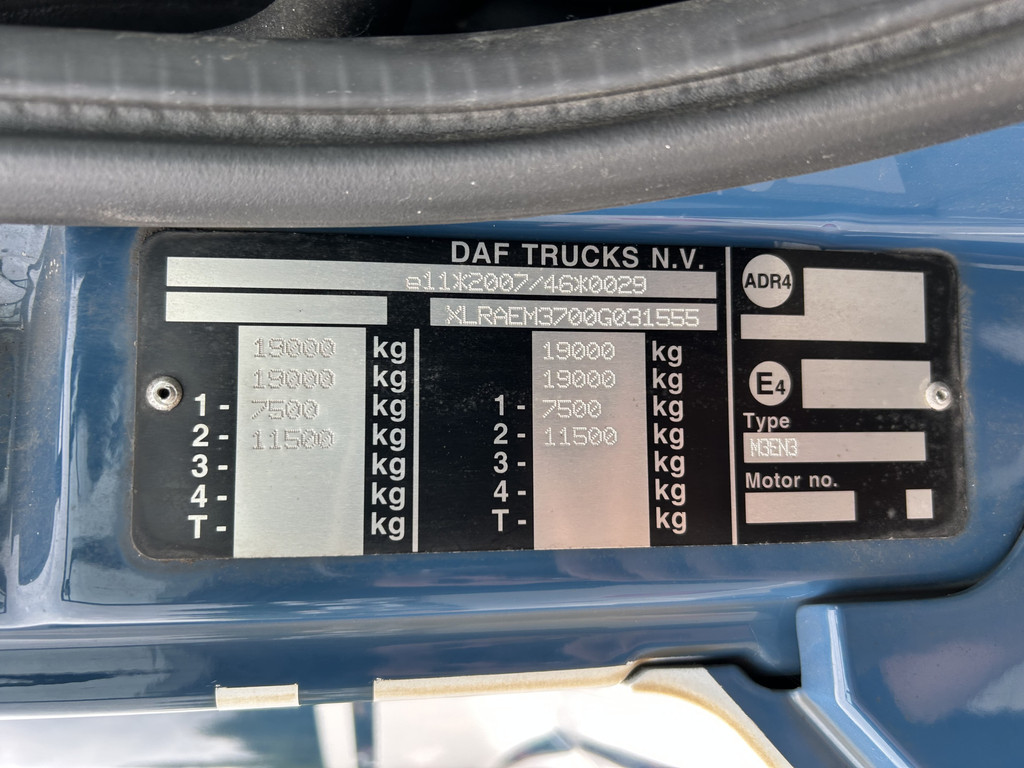 DAF TRUCKS N.V.
e11*2007/46*0029
XLRAEM3700G031555
19000 kg 19000 kg
19000 kg 19000 kg
1- 7500 kg 1- 7500 kg
2- 11500 kg 2- 11500 kg
3- kg 3- kg
4- kg 4- kg
T- kg T- kg
ADR4
E4
Type
M3EN3
Motor no.